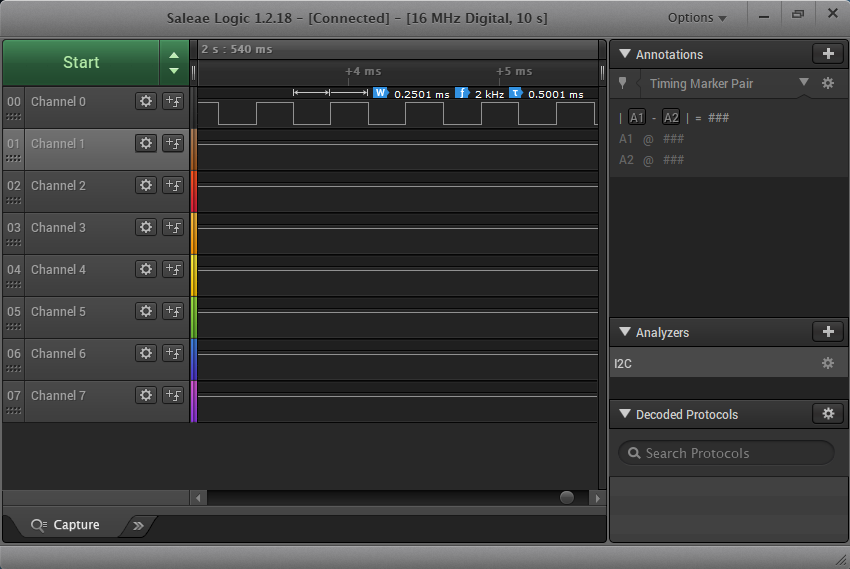 Saleae Logic 1.2.18 - [Connected] - [16 MHz Digital, 10 s]
Options
Start
2 s : 540 ms
+4 ms
+5 ms
Annotations
Timing Marker Pair
| A1 - A2 | = ###
A1 @ ###
A2 @ ###
00 Channel 0
W 0.2501 ms f 2 kHz τ 0.5001 ms
01 Channel 1
02 Channel 2
03 Channel 3
04 Channel 4
05 Channel 5
06 Channel 6
07 Channel 7
Analyzers
I2C
Decoded Protocols
Search Protocols
Capture